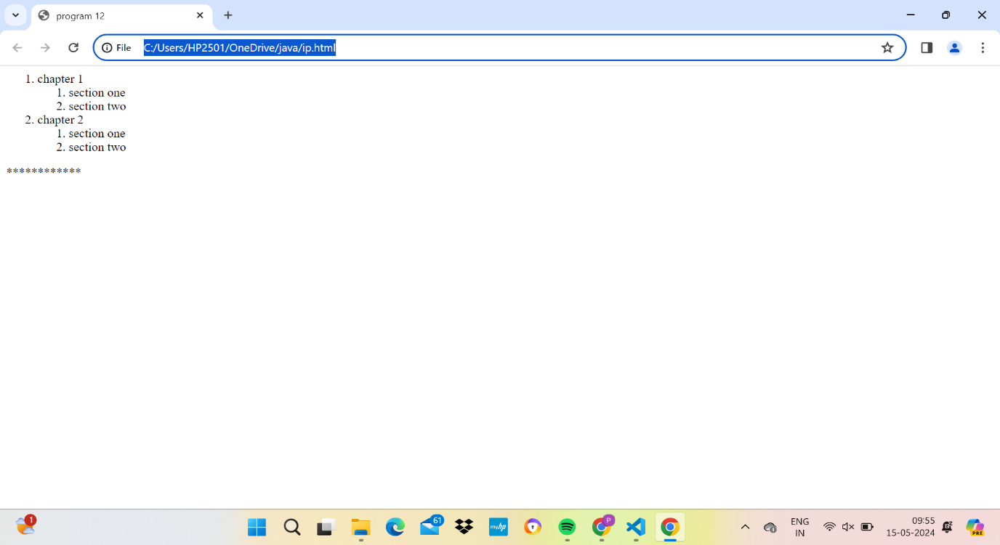 program 12
File C:/Users/HP2501/OneDrive/java/ip.html
1. chapter 1
1. section one
2. section two
2. chapter 2
1. section one
2. section two
************
1
61
myhp
P
ENG
IN
09:55
15-05-2024
PRE